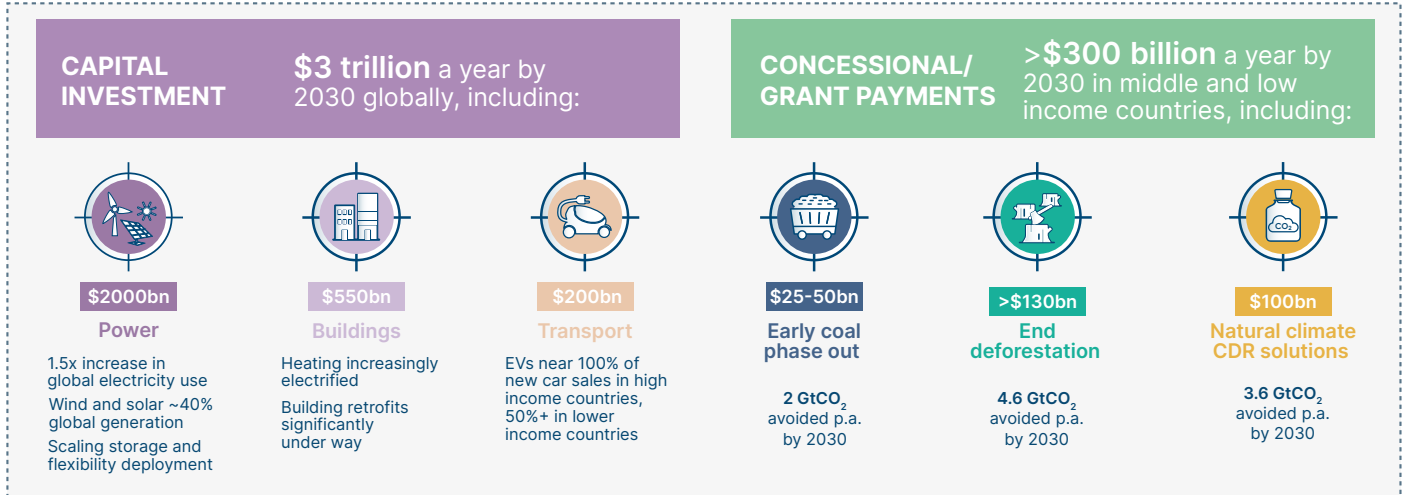 CAPITAL
INVESTMENT
$3 trillion a year by
2030 globally, including:
$2000bn
Power
1.5x increase in
global electricity use
Wind and solar ~40%
global generation
Scaling storage and
flexibility deployment
$550bn
Buildings
Heating increasingly
electrified
Building retrofits
significantly
under way
$200bn
Transport
EVs near 100% of
new car sales in high
income countries,
50%+ in lower
income countries
CONCESSIONAL/
GRANT PAYMENTS
>$300 billion a year by
2030 in middle and low
income countries, including:
$25-50bn
Early coal
phase out
2 GtCO₂
avoided p.a.
by 2030
>$130bn
End
deforestation
4.6 GtCO₂
avoided p.a.
by 2030
CO₂
$100bn
Natural climate
CDR solutions
3.6 GtCO₂
avoided p.a.
by 2030